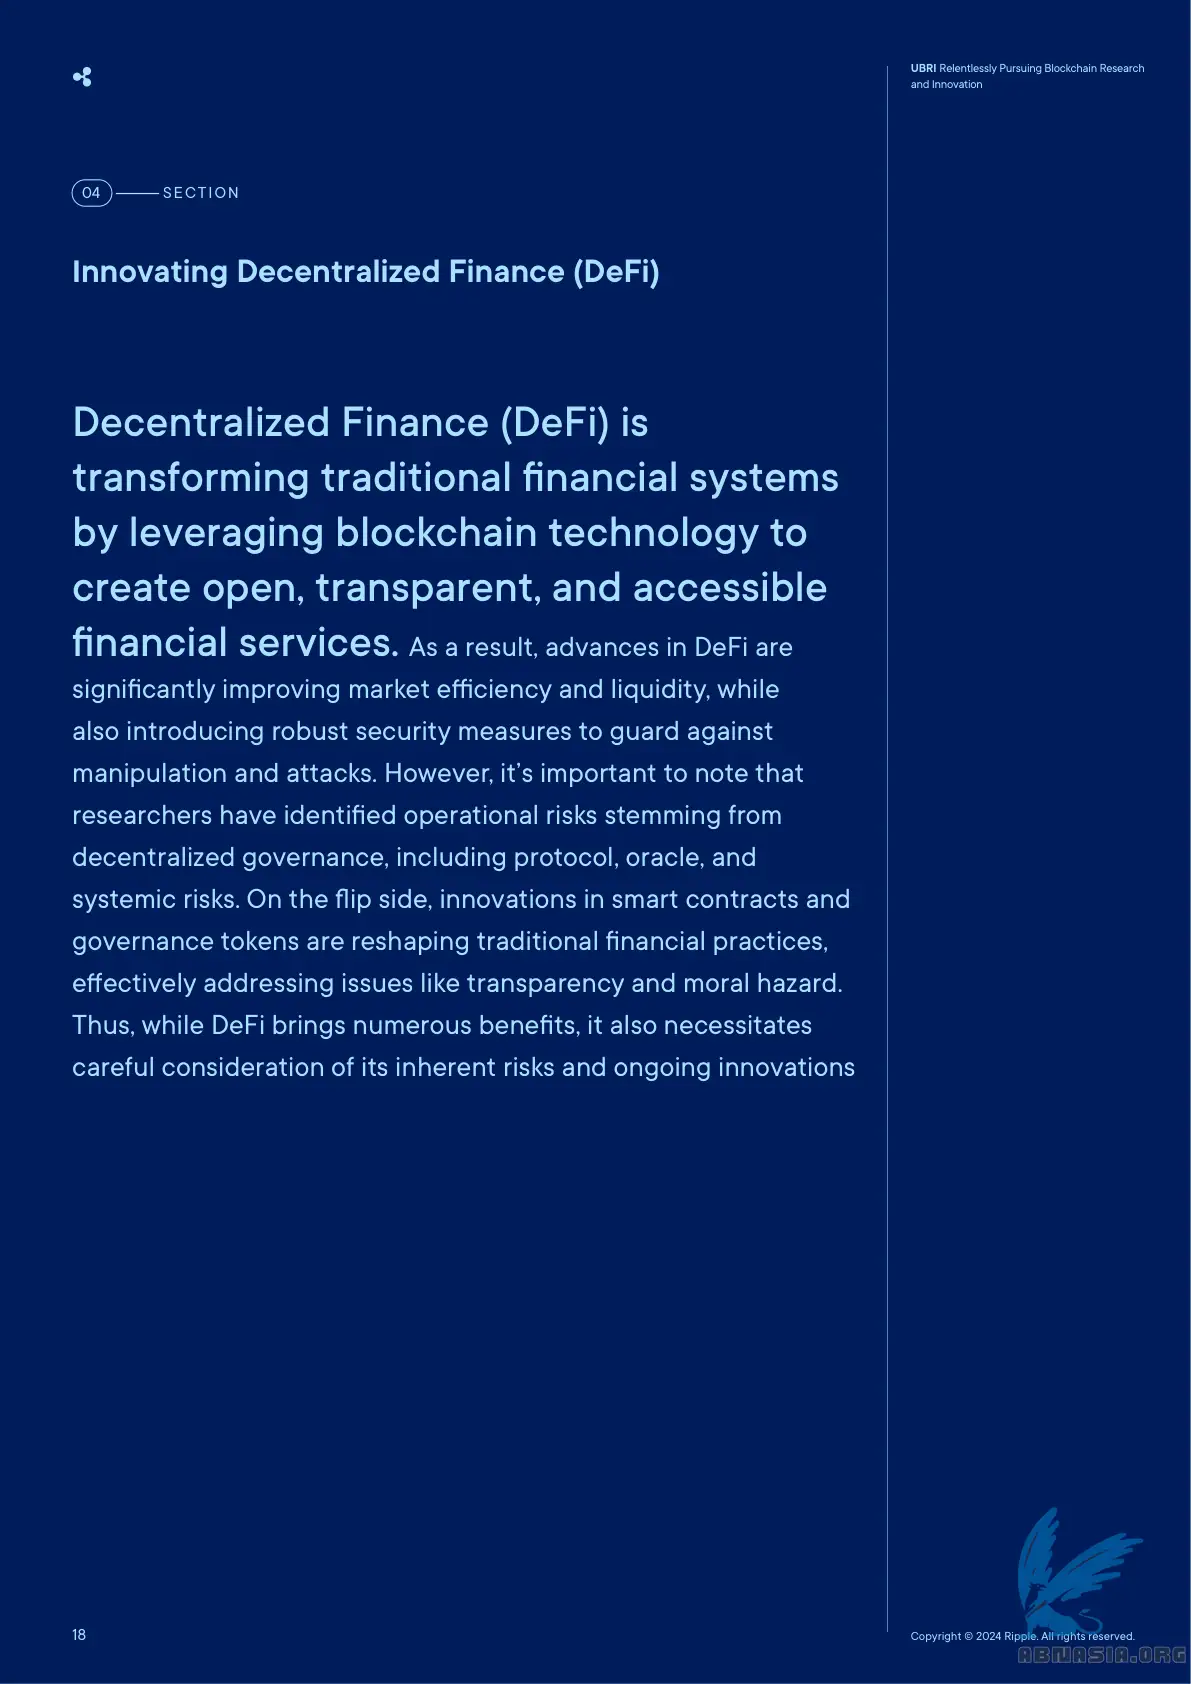 UBRI Relentlessly Pursuing Blockchain Research
and Innovation
04 SECTION
Innovating Decentralized Finance (DeFi)
Decentralized Finance (DeFi) is
transforming traditional financial systems
by leveraging blockchain technology to
create open, transparent, and accessible
financial services. As a result, advances in DeFi are
significantly improving market efficiency and liquidity, while
also introducing robust security measures to guard against
manipulation and attacks. However, it’s important to note that
researchers have identified operational risks stemming from
decentralized governance, including protocol, oracle, and
systemic risks. On the flip side, innovations in smart contracts and
governance tokens are reshaping traditional financial practices,
effectively addressing issues like transparency and moral hazard.
Thus, while DeFi brings numerous benefits, it also necessitates
careful consideration of its inherent risks and ongoing innovations
18
Copyright © 2024 Ripple. All rights reserved.
ABNASIA.ORG